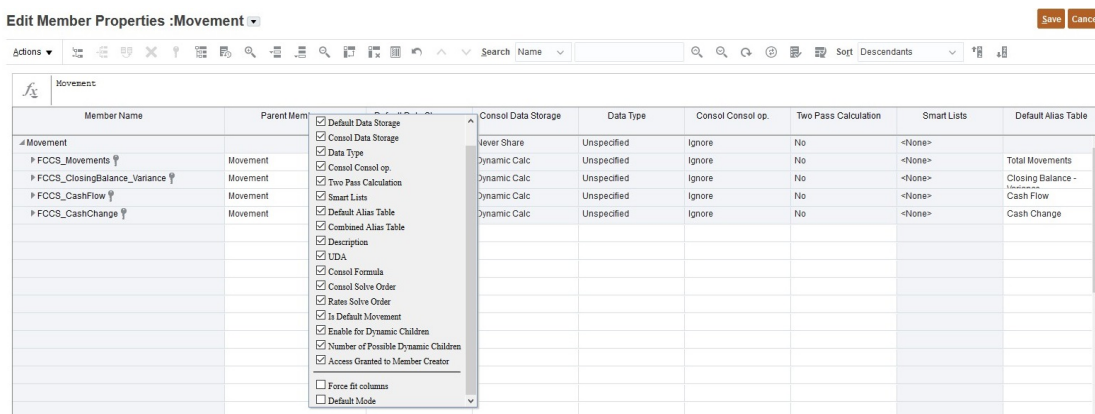 Edit Member Properties :Movement
Save Cance
Actions Search Name Sort Descendants
fx Movement
Member Name Parent Mem Consol Data Storage Data Type Consol Consol op. Two Pass Calculation Smart Lists Default Alias Table
Movement Never Share Unspecified Ignore No <None>
FCCS_Movements Movement Dynamic Calc Unspecified Ignore No <None> Total Movements
FCCS_ClosingBalance_Variance Movement Dynamic Calc Unspecified Ignore No <None> Closing Balance -
FCCS_CashFlow Movement Dynamic Calc Unspecified Ignore No <None> Cash Flow
FCCS_CashChange Movement Dynamic Calc Unspecified Ignore No <None> Cash Change
Default Data Storage
Consol Data Storage
Data Type
Consol Consol op.
Two Pass Calculation
Smart Lists
Default Alias Table
Combined Alias Table
Description
UDA
Consol Formula
Consol Solve Order
Rates Solve Order
Is Default Movement
Enable for Dynamic Children
Number of Possible Dynamic Children
Access Granted to Member Creator
Force fit columns
Default Mode